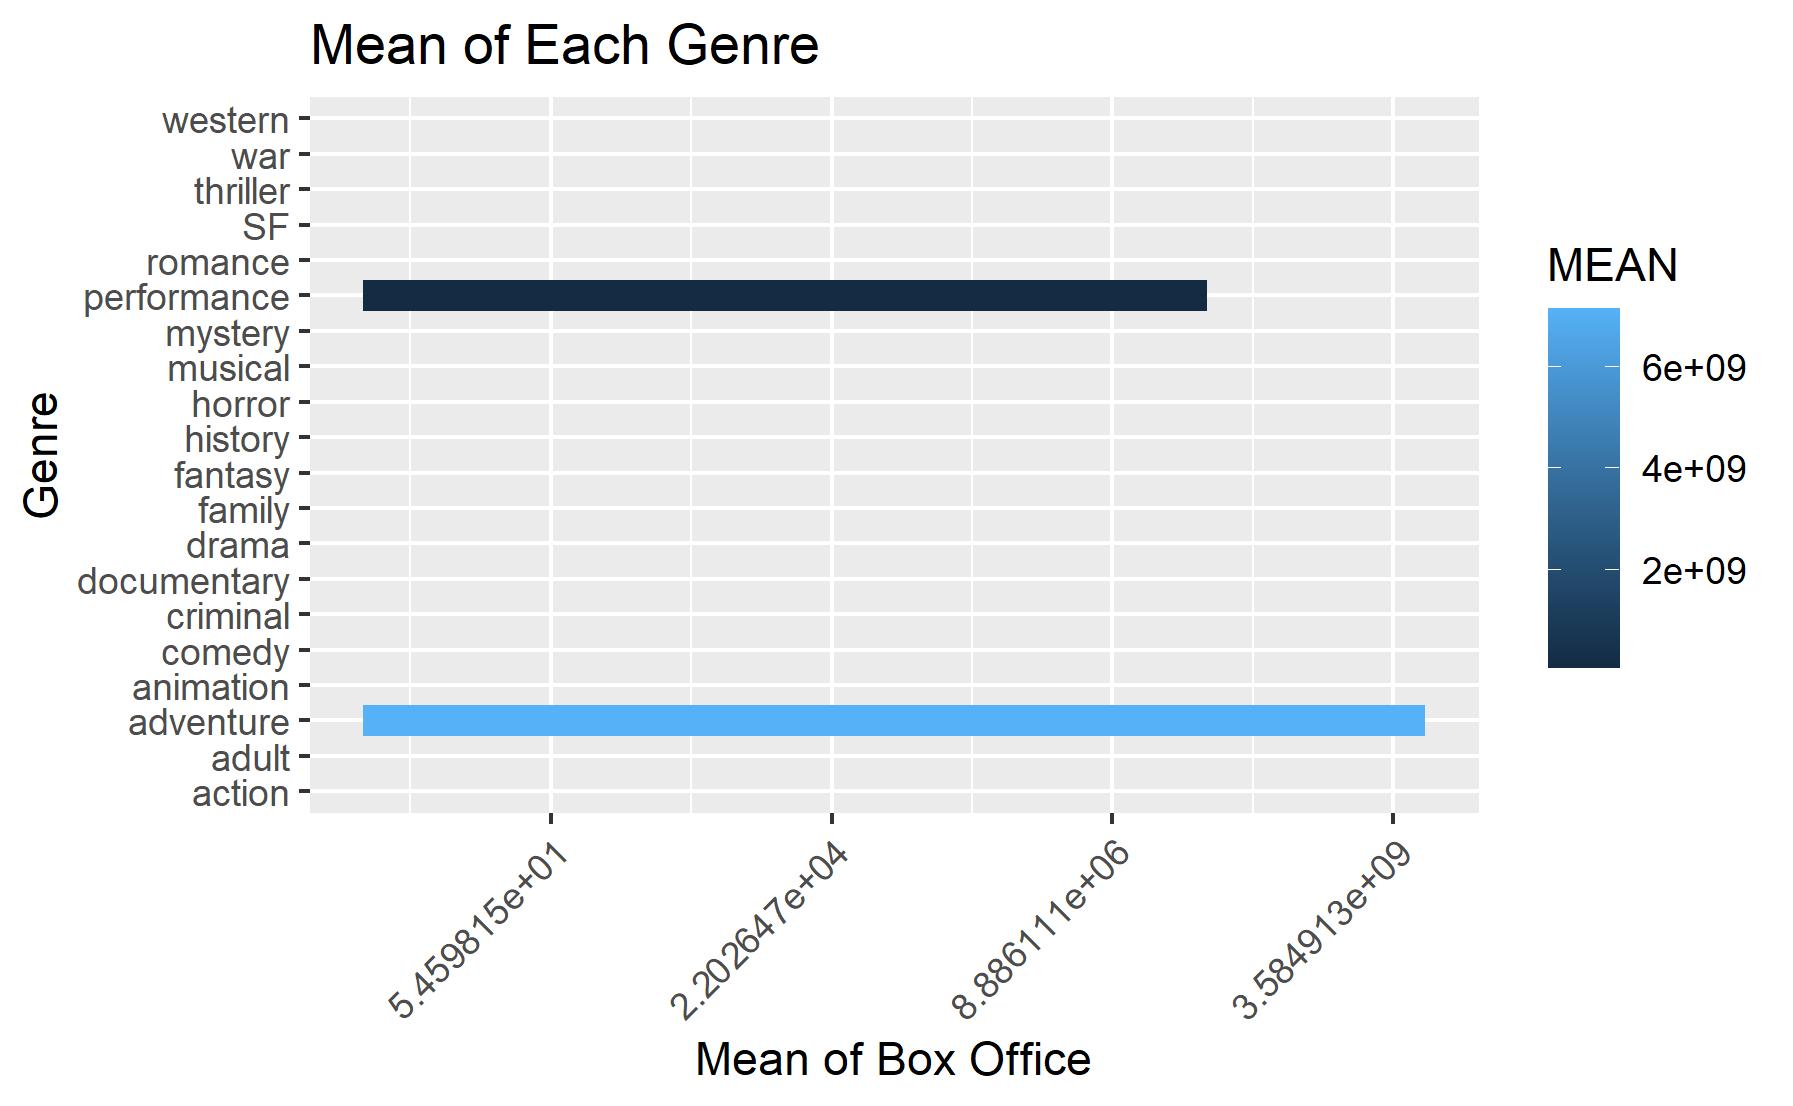 Mean of Each Genre
western
war
thriller
SF
romance
performance
mystery
musical
horror
history
fantasy
family
drama
documentary
criminal
comedy
animation
adventure
adult
action
Genre
5.459815e+01
2.202647e+04
8.886111e+06
3.584913e+09
Mean of Box Office
MEAN
6e+09
4e+09
2e+09